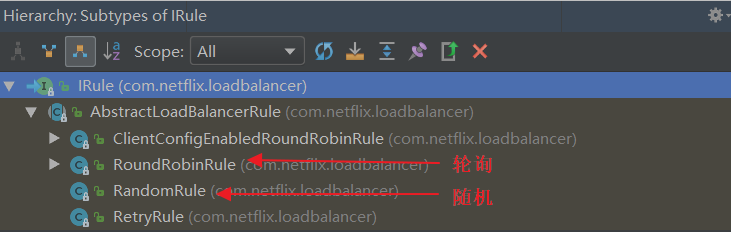 Hierarchy: Subtypes of IRule
Scope: All
IRule (com.netflix.loadbalancer)
AbstractLoadBalancerRule (com.netflix.loadbalancer)
ClientConfigEnabledRoundRobinRule (com.netflix.loadbalancer)
RoundRobinRule (com.netflix.loadbalancer) 轮询
RandomRule (com.netflix.loadbalancer) 随机
RetryRule (com.netflix.loadbalancer)